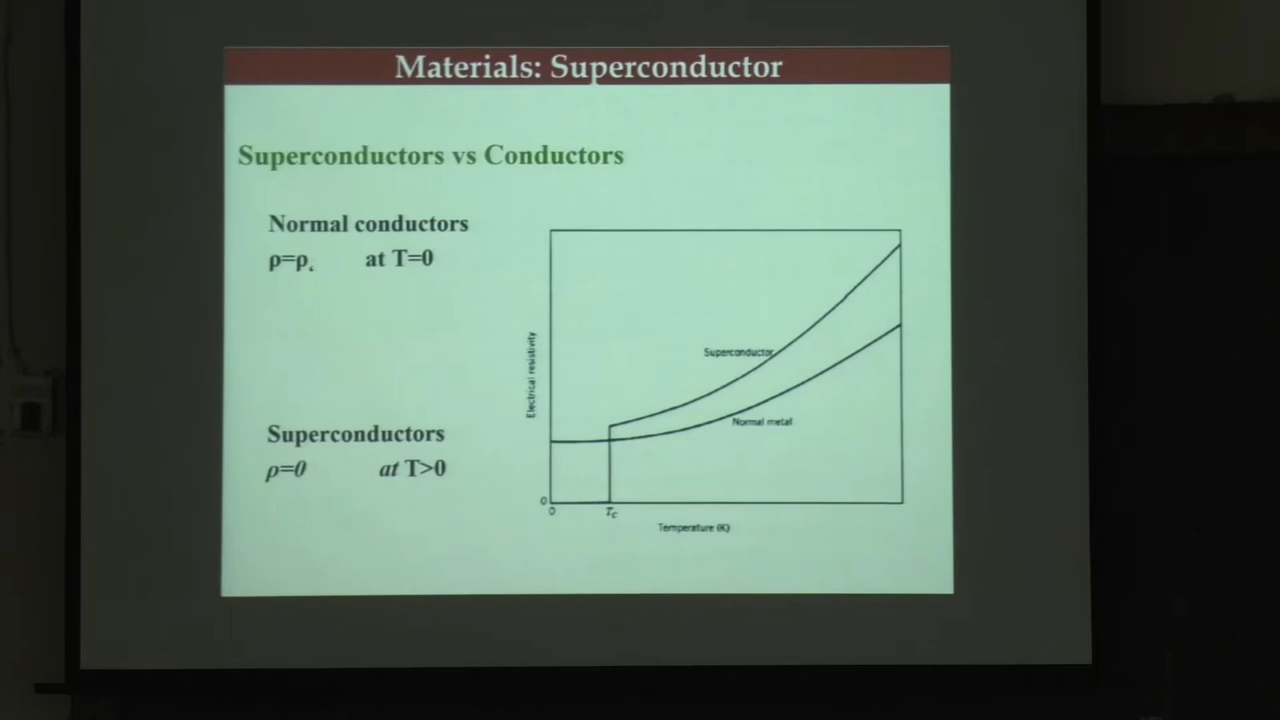 Materials: Superconductor
Superconductors vs Conductors
Normal conductors
ρ=ρ. at T=0
Superconductors
ρ=0 at T>0
Electrical resistivity
Superconductor
Normal metal
0
0
Tc
Temperature (K)